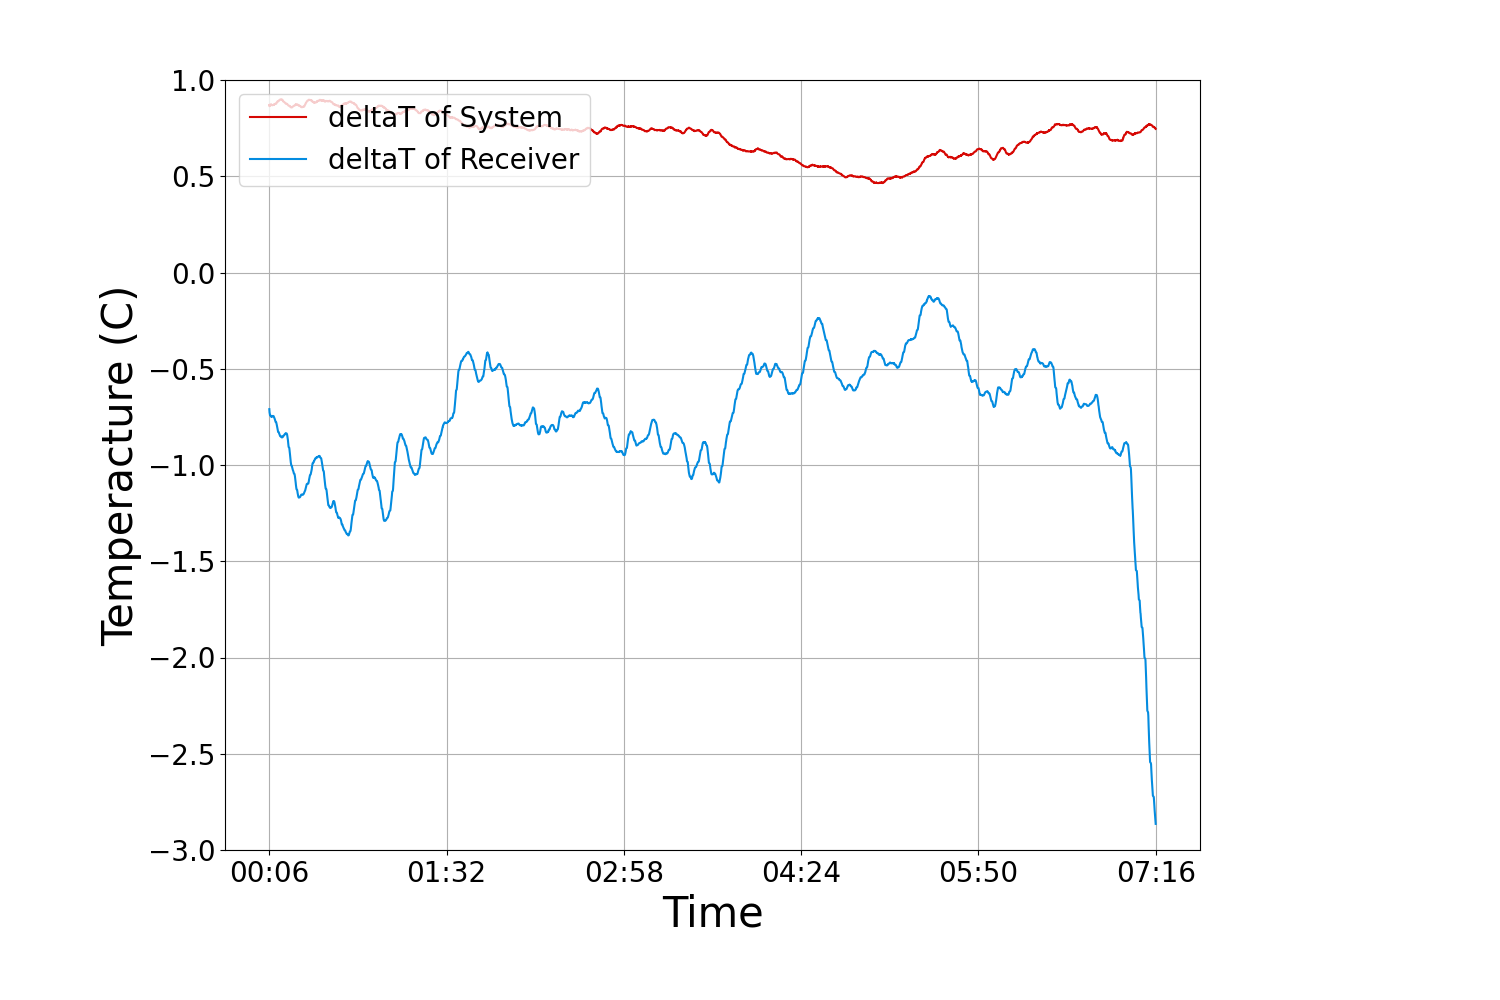 deltaT of System
deltaT of Receiver
1.0
0.5
0.0
−0.5
−1.0
−1.5
−2.0
−2.5
−3.0
Temperacture (C)
00:06 01:32 02:58 04:24 05:50 07:16
Time